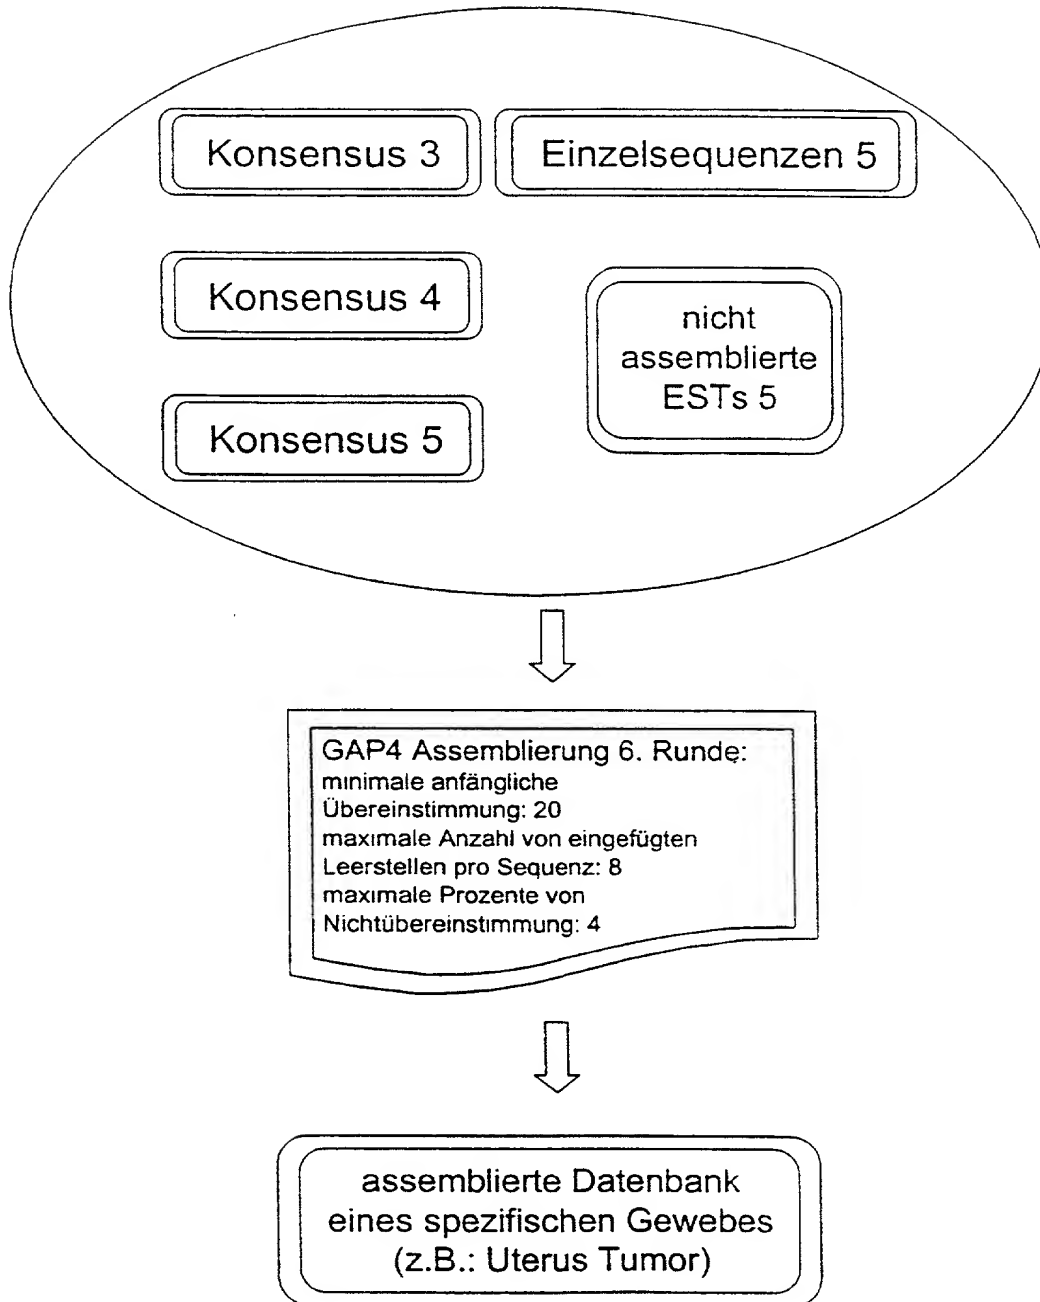 Konsensus 3
Einzelsequenzen 5
Konsensus 4
nicht
assemblierte
ESTs 5
Konsensus 5
GAP4 Assemblierung 6. Runde:
minimale anfängliche
Übereinstimmung: 20
maximale Anzahl von eingefügten
Leerstellen pro Sequenz: 8
maximale Prozente von
Nichtübereinstimmung: 4
assemblierte Datenbank
eines spezifischen Gewebes
(z.B.: Uterus Tumor)